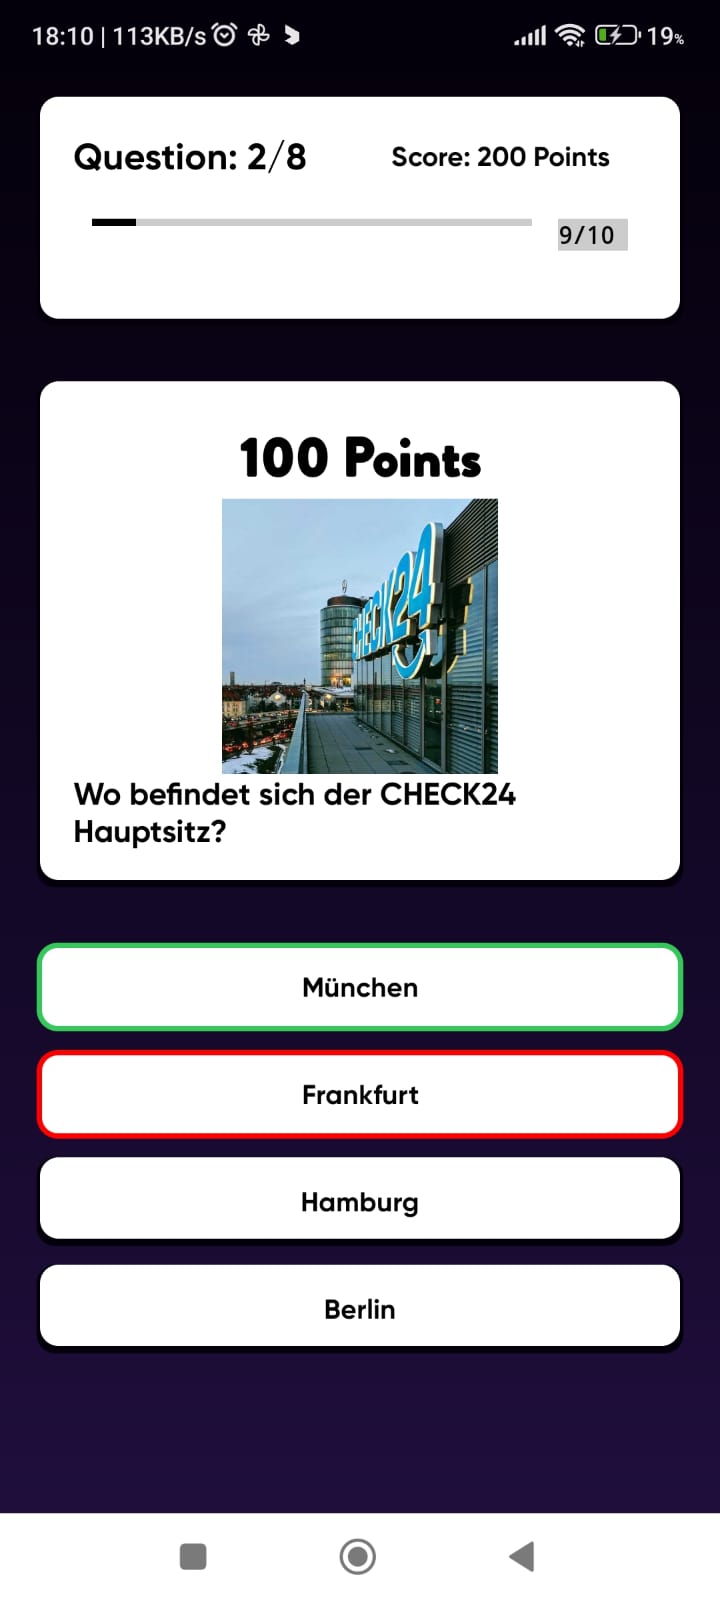 18:10 | 113KB/s 19%
Question: 2/8 Score: 200 Points
9/10
100 Points
CHECK24
Wo befindet sich der CHECK24
Hauptsitz?
München
Frankfurt
Hamburg
Berlin